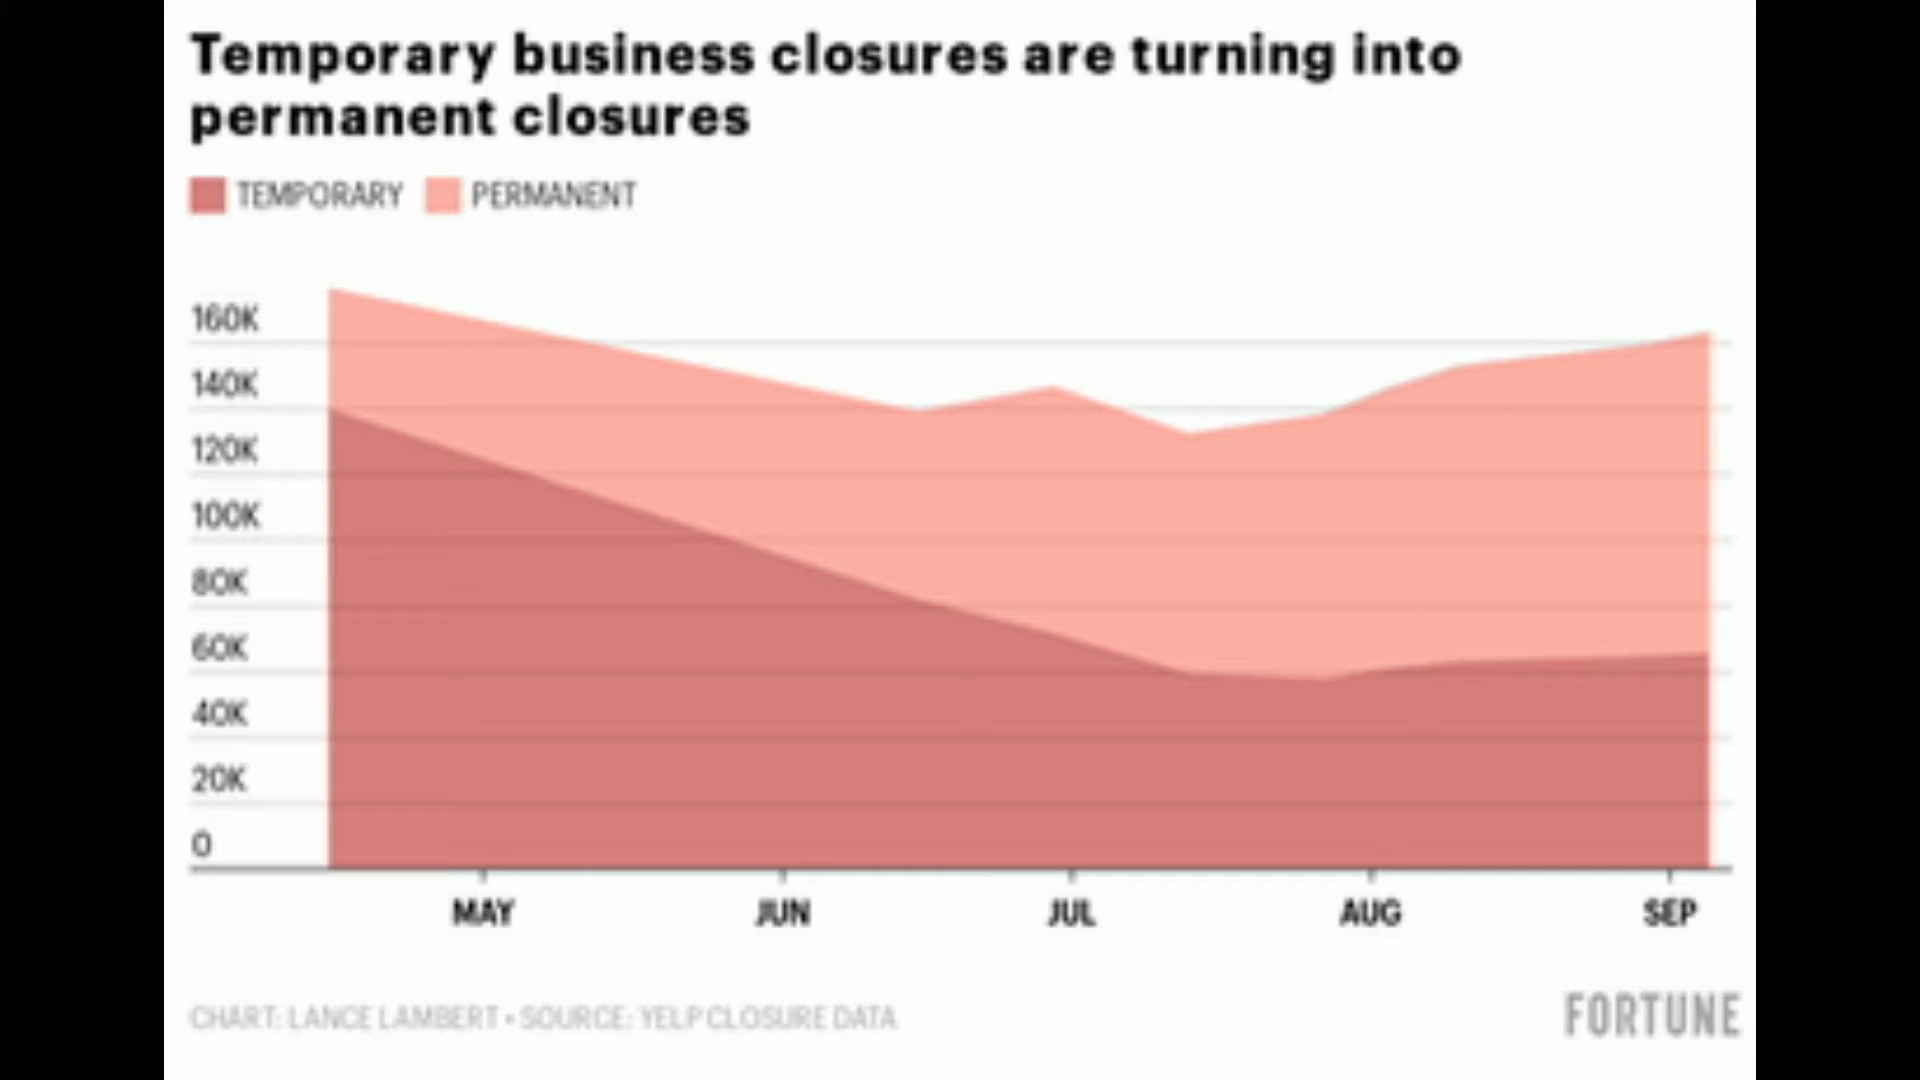 Temporary business closures are turning into
permanent closures
TEMPORARY PERMANENT
160K
140K
120K
100K
80K
60K
40K
20K
0
MAY JUN JUL AUG SEP
CHART: LANCE LAMBERT • SOURCE: YELP CLOSURE DATA
FORTUNE